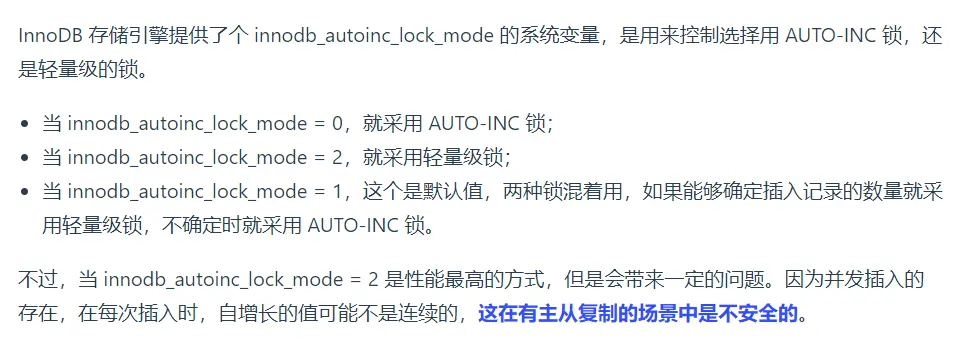 InnoDB 存储引擎提供了个 innodb_autoinc_lock_mode 的系统变量，是用来控制选择用 AUTO-INC 锁，还
是轻量级的锁。
• 当 innodb_autoinc_lock_mode = 0，就采用 AUTO-INC 锁；
• 当 innodb_autoinc_lock_mode = 2，就采用轻量级锁；
• 当 innodb_autoinc_lock_mode = 1，这个是默认值，两种锁混着用，如果能够确定插入记录的数量就采
用轻量级锁，不确定时就采用 AUTO-INC 锁。
不过，当 innodb_autoinc_lock_mode = 2 是性能最高的方式，但是会带来一定的问题。因为并发插入的
存在，在每次插入时，自增长的值可能不是连续的，这在有主从复制的场景中是不安全的。